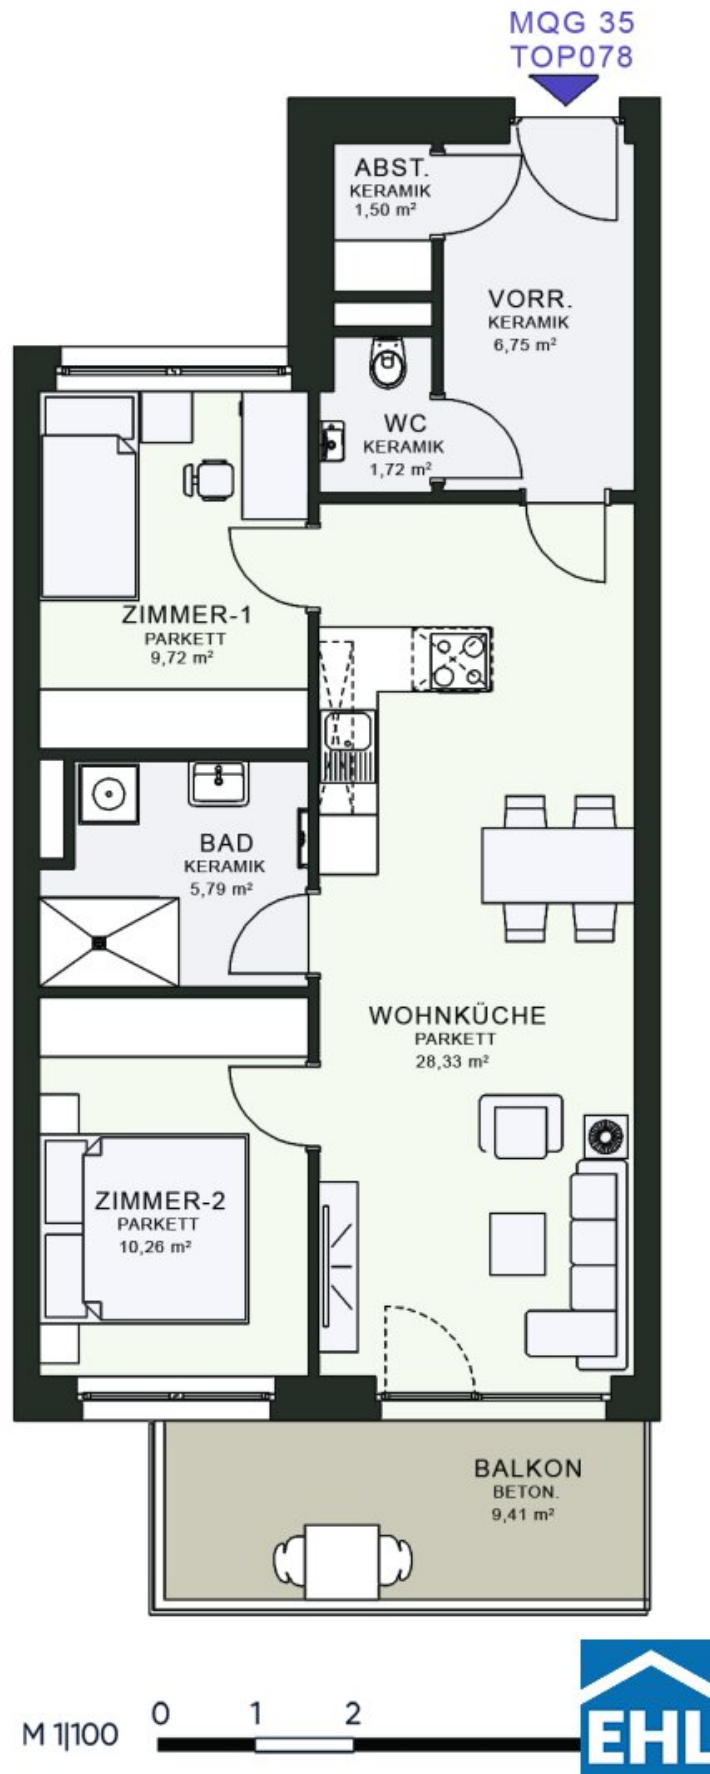 MQG 35
TOP078
ABST.
KERAMIK
1,50 m²
VORR.
KERAMIK
6,75 m²
WC
KERAMIK
1,72 m²
ZIMMER-1
PARKETT
9,72 m²
BAD
KERAMIK
5,79 m²
WOHNKÜCHE
PARKETT
28,33 m²
ZIMMER-2
PARKETT
10,26 m²
BALKON
BETON.
9,41 m²
M 1|100 0 1 2
EHL